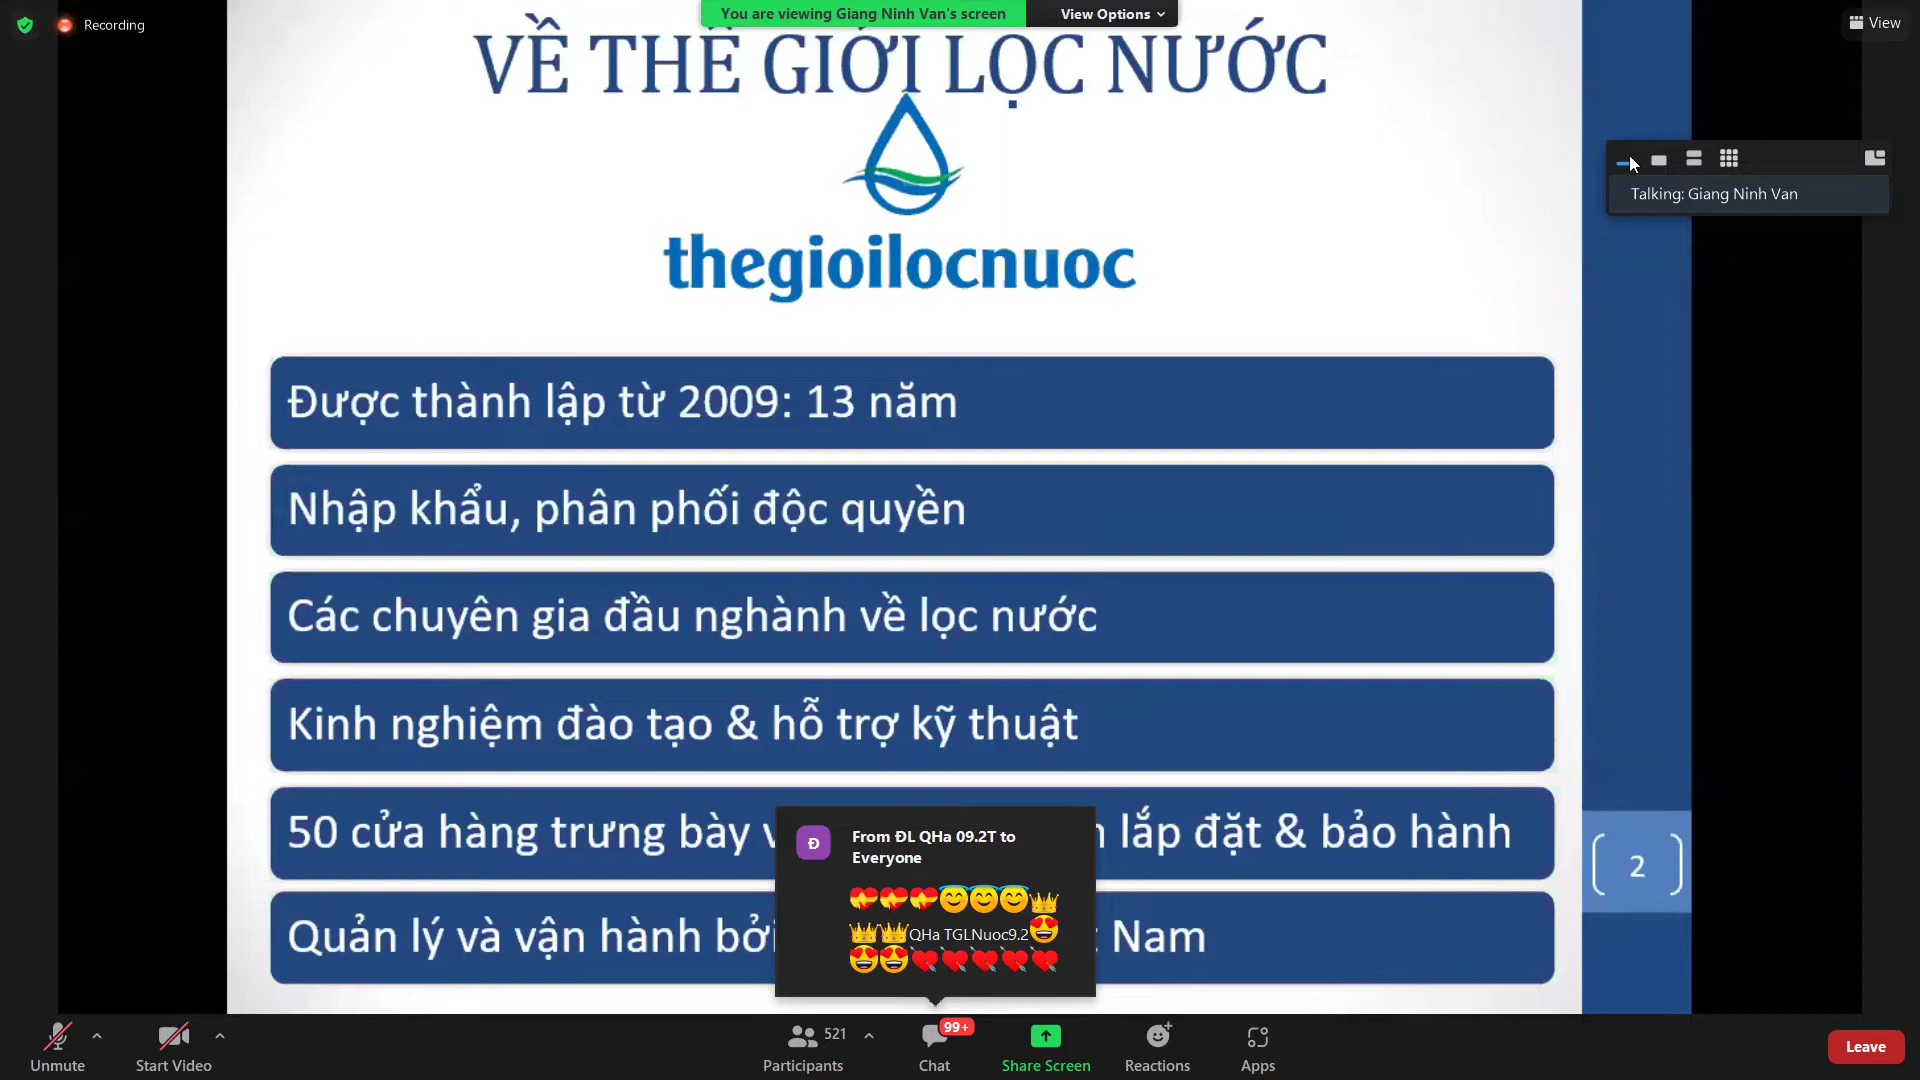 You are viewing Giang Ninh Van's screen
View Options
Recording
View
VỀ THẾ GIỚI LỌC NƯỚC
thegioilocnuoc
Talking: Giang Ninh Van
Được thành lập từ 2009: 13 năm
Nhập khẩu, phân phối độc quyền
Các chuyên gia đầu nghành về lọc nước
Kinh nghiệm đào tạo & hỗ trợ kỹ thuật
50 cửa hàng trưng bày lắp đặt & bảo hành
Quản lý và vận hành bởi Nam
2
Đ
From ĐL QHa 09.2T to
Everyone
💝💝💝😇😇😇👑
👑👑QHa TGLNuoc9.2😍
😍😍💘💘💘💘💘
Unmute
Start Video
521
Participants
99+
Chat
Share Screen
Reactions
Apps
Leave